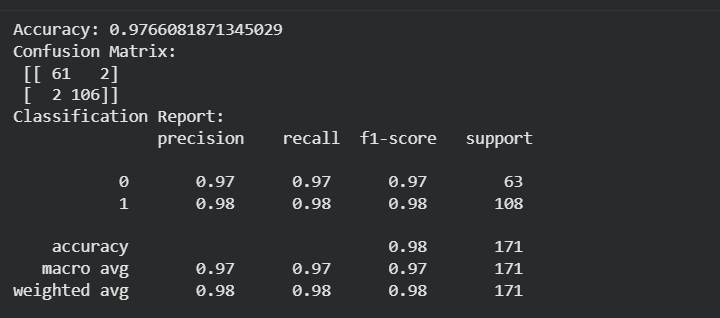 Accuracy: 0.9766081871345029
Confusion Matrix:
 [[ 61   2]
 [  2 106]]
Classification Report:
               precision    recall  f1-score   support

           0       0.97      0.97      0.97        63
           1       0.98      0.98      0.98       108

    accuracy                           0.98       171
   macro avg       0.97      0.97      0.97       171
weighted avg       0.98      0.98      0.98       171